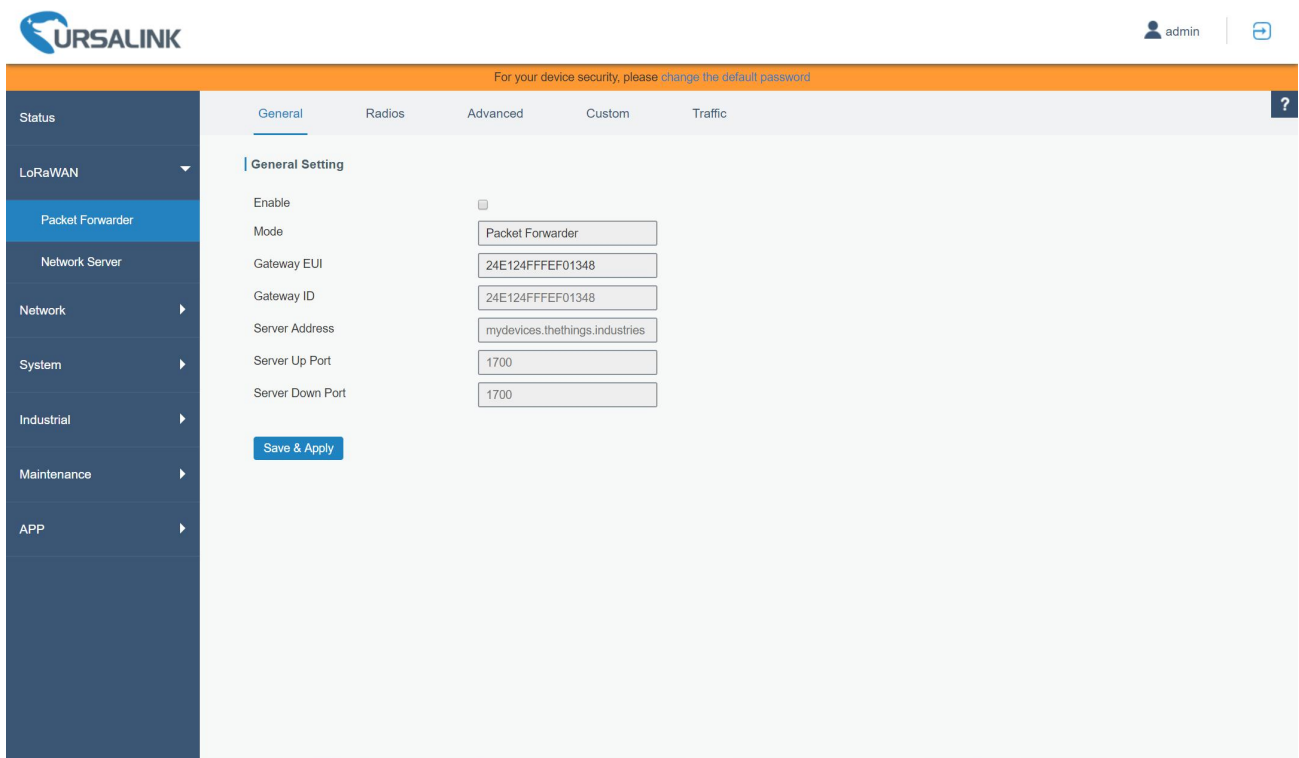 URSALINK
admin
For your device security, please change the default password
Status
LoRaWAN
Packet Forwarder
Network Server
Network
System
Industrial
Maintenance
APP
General Radios Advanced Custom Traffic
?
General Setting
Enable
Mode Packet Forwarder
Gateway EUI 24E124FFFEF01348
Gateway ID 24E124FFFEF01348
Server Address mydevices.thethings.industries
Server Up Port 1700
Server Down Port 1700
Save & Apply